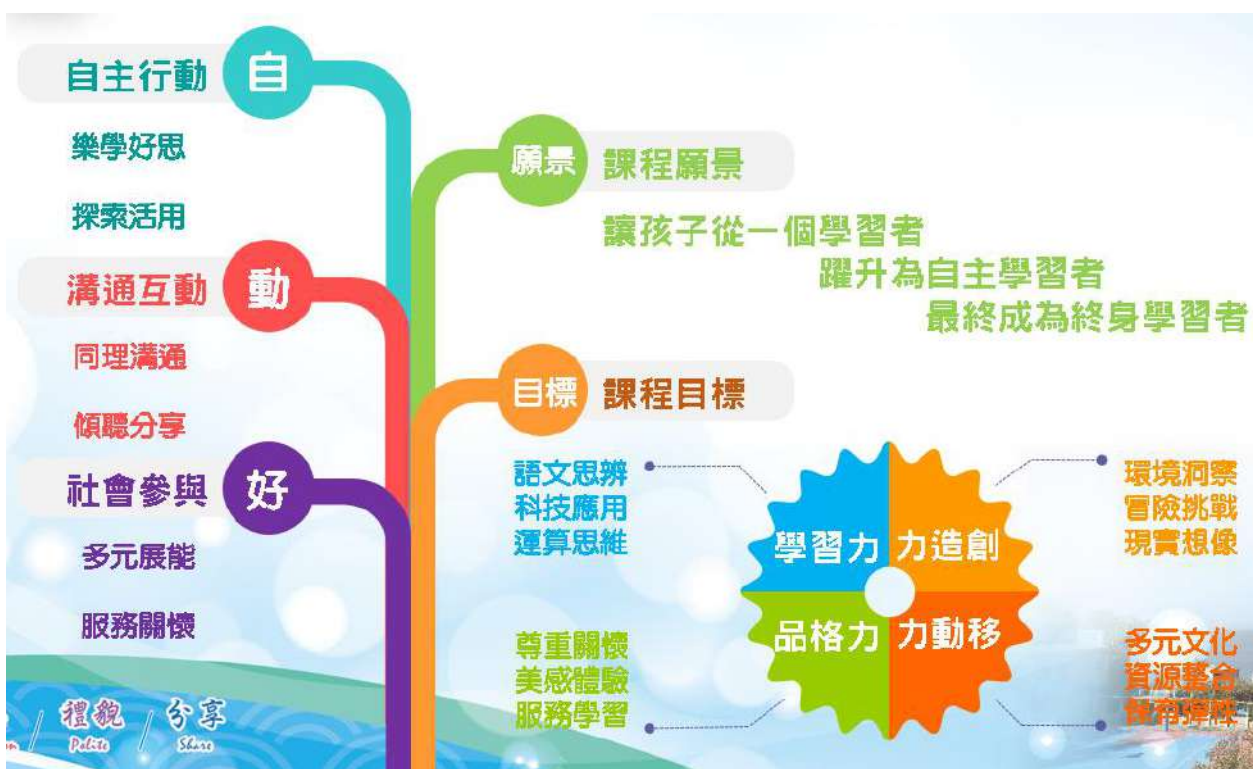 自主行動 自
樂學好思
探索活用
溝通互動 動
同理溝通
傾聽分享
社會參與 好
多元展能
服務關懷
禮貌 / 分享
Polite / Share
願景 課程願景
讓孩子從一個學習者
躍升為自主學習者
最終成為終身學習者
目標 課程目標
語文思辨
科技應用
運算思維
學習力
力造創
環境洞察
冒險挑戰
現實想像
尊重關懷
美感體驗
服務學習
品格力
力動移
多元文化
資源整合